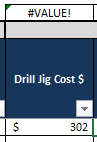 #VALUE!
Drill Jig Cost $
$ 302